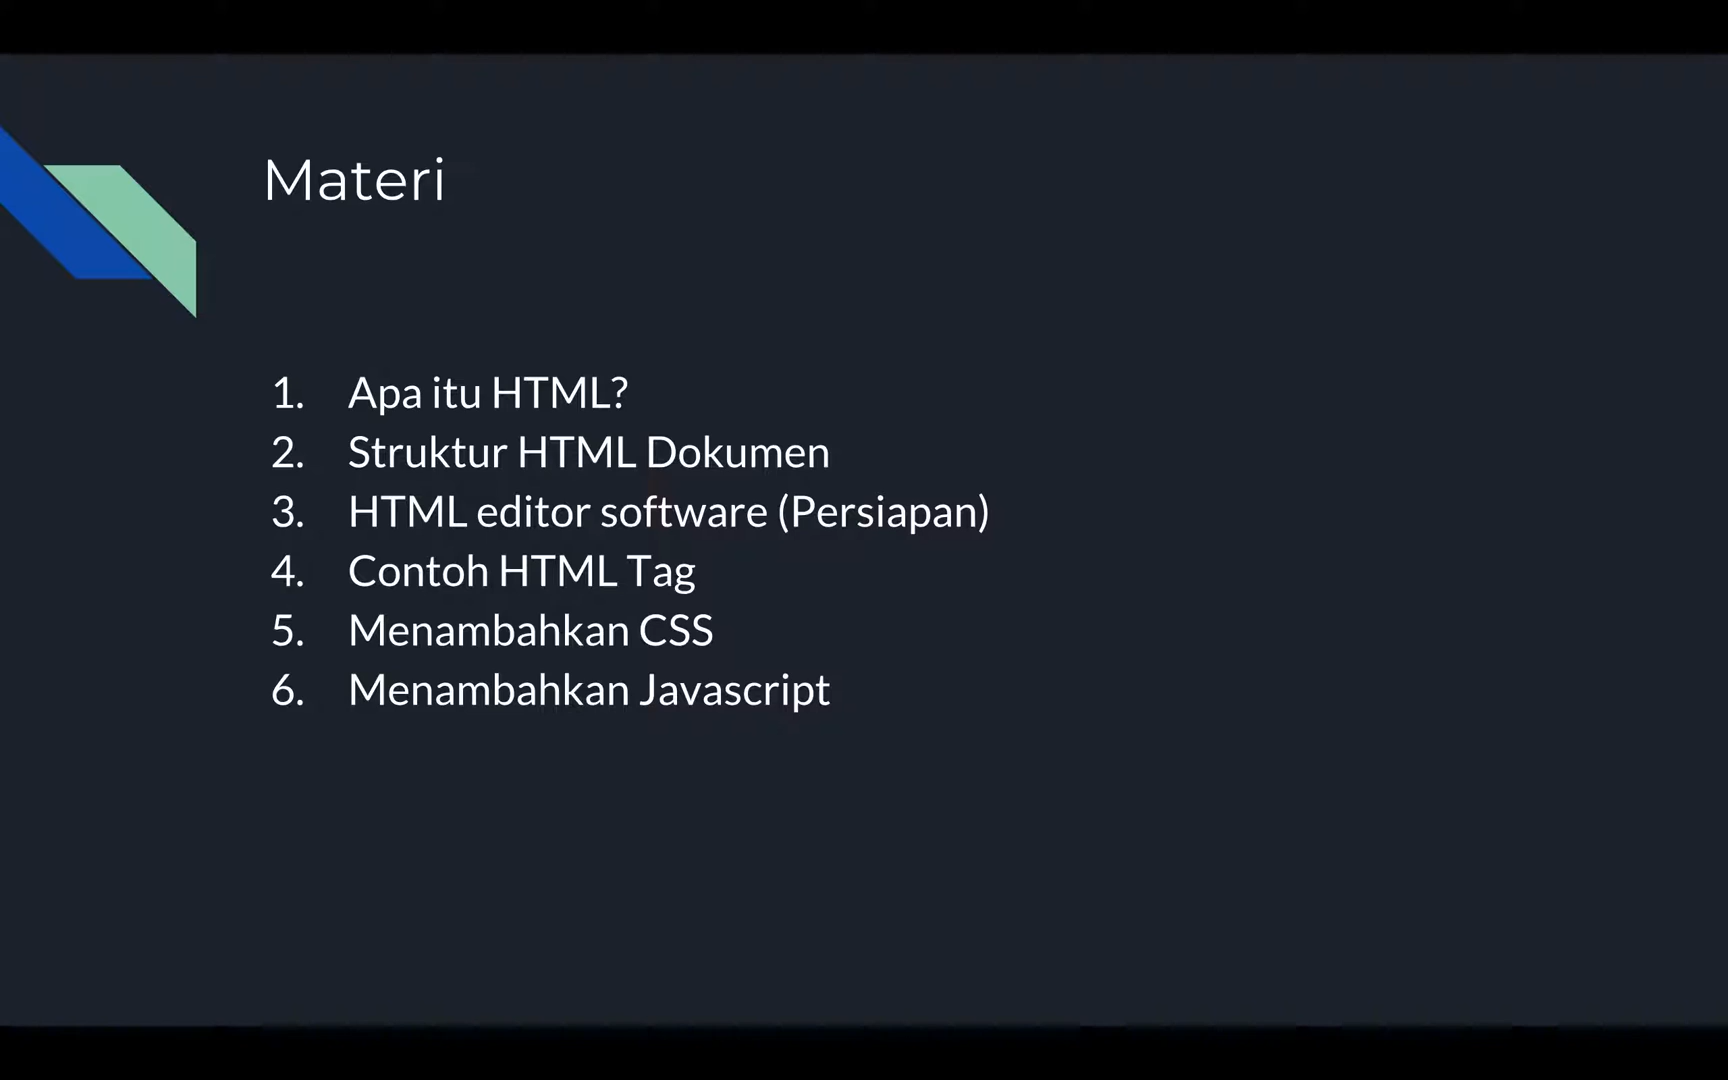 Materi
1. Apa itu HTML?
2. Struktur HTML Dokumen
3. HTML editor software (Persiapan)
4. Contoh HTML Tag
5. Menambahkan CSS
6. Menambahkan Javascript